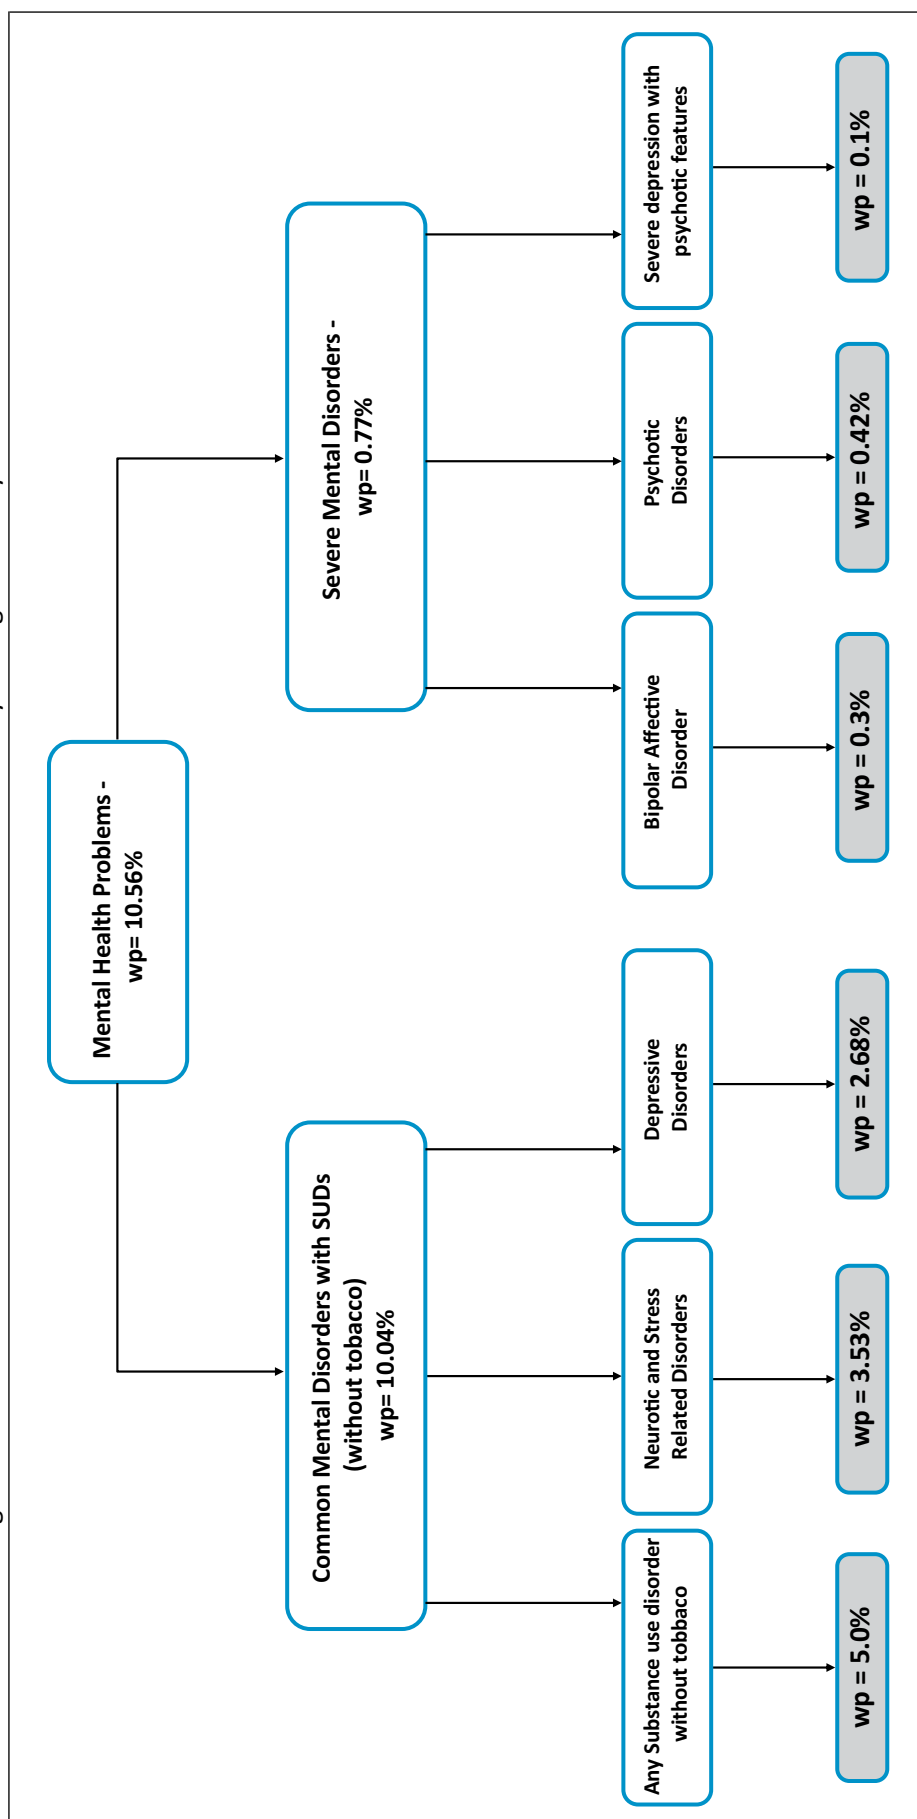 Mental Health Problems -
wp= 10.56%
Common Mental Disorders with SUDs
(without tobacco)
wp= 10.04%
Severe Mental Disorders -
wp= 0.77%
Any Substance use disorder
without tobbaco
Neurotic and Stress
Related Disorders
Depressive
Disorders
Bipolar Affective
Disorder
Psychotic
Disorders
Severe depression with
psychotic features
wp = 5.0%
wp = 3.53%
wp = 2.68%
wp = 0.3%
wp = 0.42%
wp = 0.1%